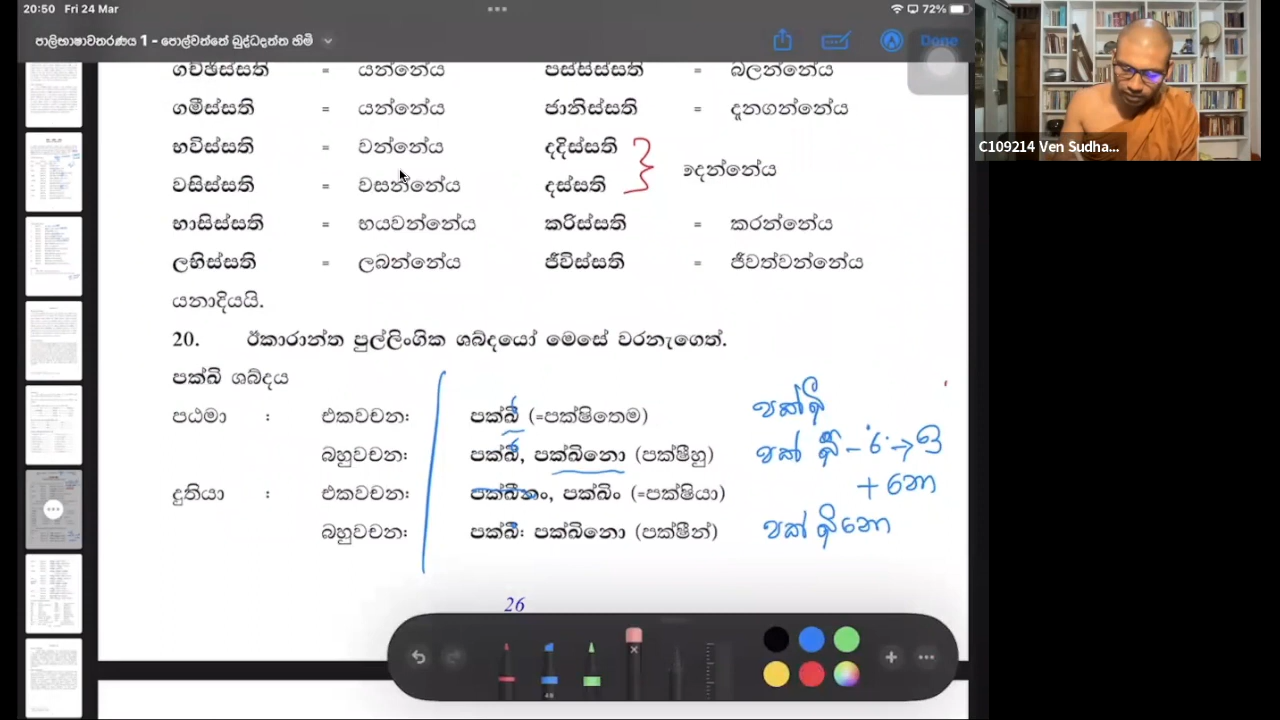 20:50 Fri 24 Mar
72%
පාලිභාෂාවතරණය 1 - පොල්වත්තේ බුද්ධදත්ත හිමි
Done
ගච්ඡිස්සති = යන්නේය පස්සිස්සති = බලන්නේය
ගමිස්සති = යන්නේය ජානිස්සති = දැනගන්නේය
භවිස්සති = වන්නේය දදිස්සති
දෙන්නේය
වසිස්සති = වසන්නේය දස්සති
භායිස්සති = භයවන්නේය කරිස්සති = කරන්නේය
ලභිස්සති = ලබන්නේය ජීවිස්සති = ජීවත්වන්නේය
යනාදියයි.
20. ඊකාරාන්ත පුල්ලිංගික ශබ්දයෝ මෙසේ වරනැගෙත්.
පක්ඛි ශබ්දය
පඨමා : එකවචන: පක්ඛී (=පක්ෂිතෙම) පක්ඛී
බහුවචන: පක්ඛී, පක්ඛිනො (පක්ෂීහු)
+ නො
දුතියා : එකවචන: පක්ඛීනං, පක්ඛිං (=පක්ෂියා)
බහුවචන: පක්ඛී: පක්ඛිනො (පක්ෂීන්) පක්ඛිනො
26
C109214 Ven Sudha...